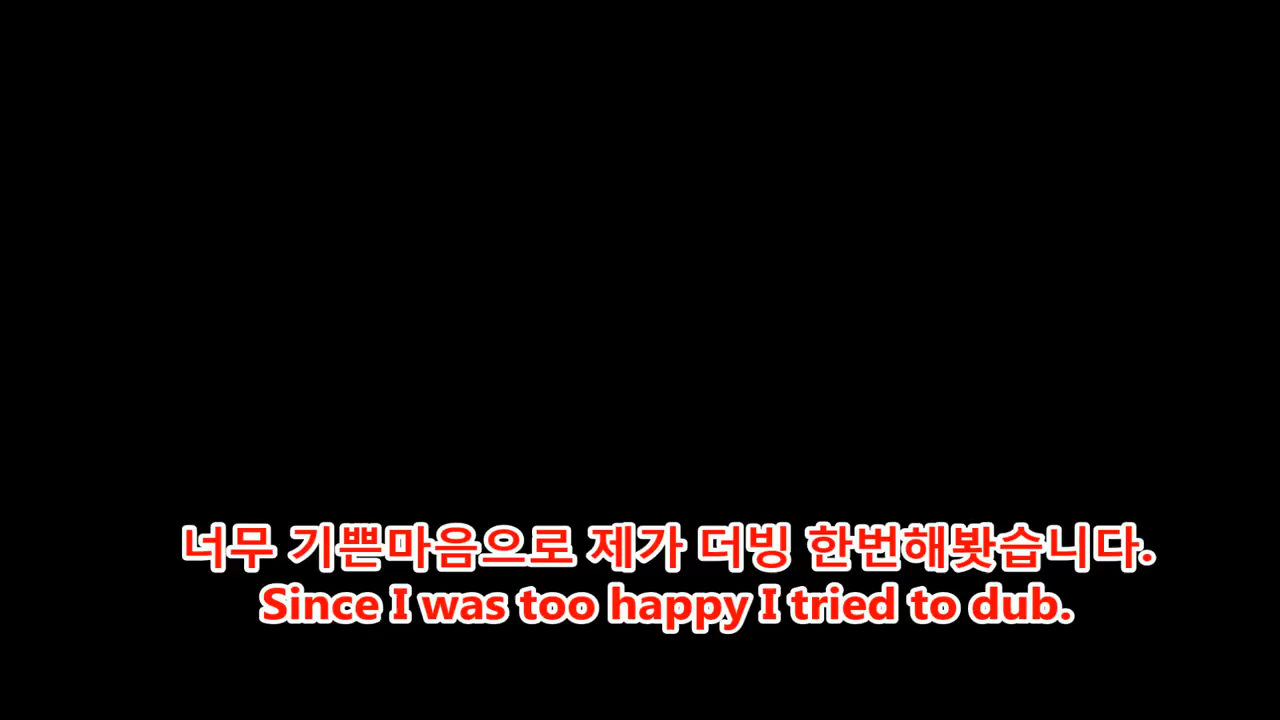 너무 기쁜마음으로 제가 더빙 한번해봣습니다.
Since I was too happy I tried to dub.